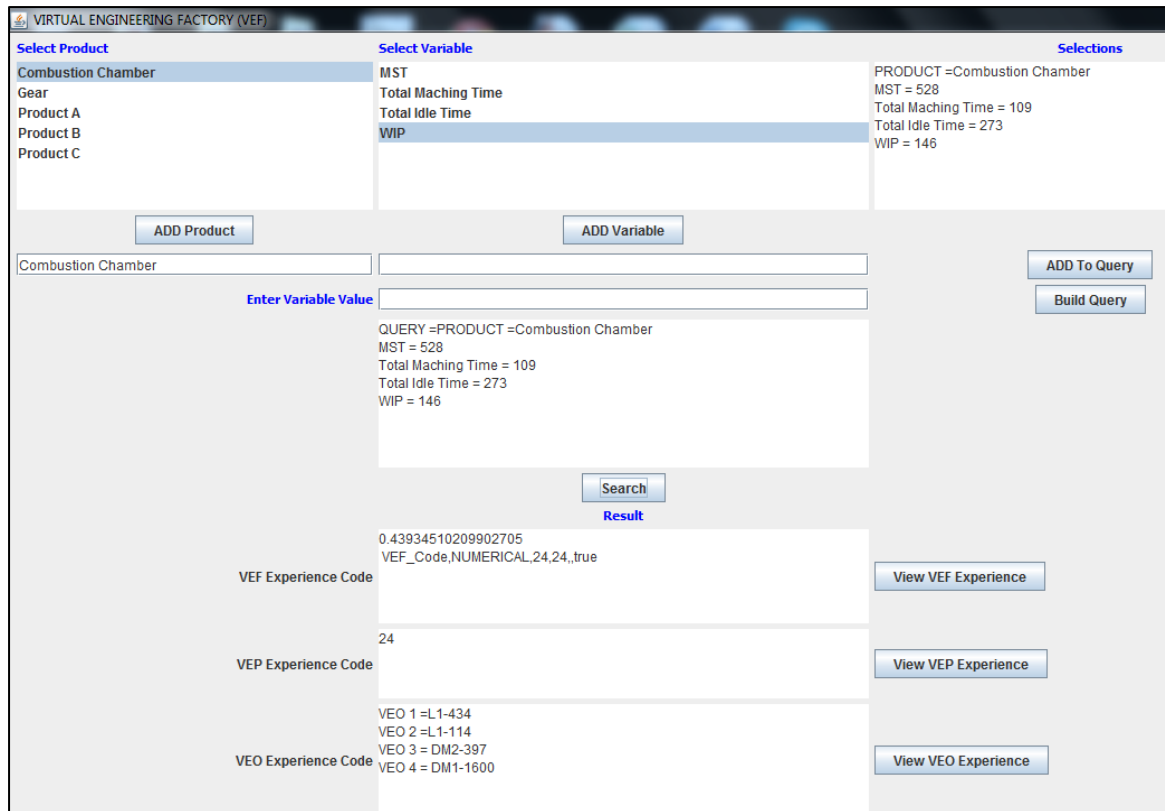 VIRTUAL ENGINEERING FACTORY (VEF)
Select Product
Select Variable
Selections
Combustion Chamber
Gear
Product A
Product B
Product C
MST
Total Maching Time
Total Idle Time
WIP
PRODUCT =Combustion Chamber
MST = 528
Total Maching Time = 109
Total Idle Time = 273
WIP = 146
ADD Product
ADD Variable
Combustion Chamber
ADD To Query
Enter Variable Value
Build Query
QUERY =PRODUCT =Combustion Chamber
MST = 528
Total Maching Time = 109
Total Idle Time = 273
WIP = 146
Search
Result
VEF Experience Code
0.43934510209902705
VEF_Code,NUMERICAL,24,24,,true
View VEF Experience
VEP Experience Code
24
View VEP Experience
VEO Experience Code
VEO 1 =L1-434
VEO 2 =L1-114
VEO 3 = DM2-397
VEO 4 = DM1-1600
View VEO Experience